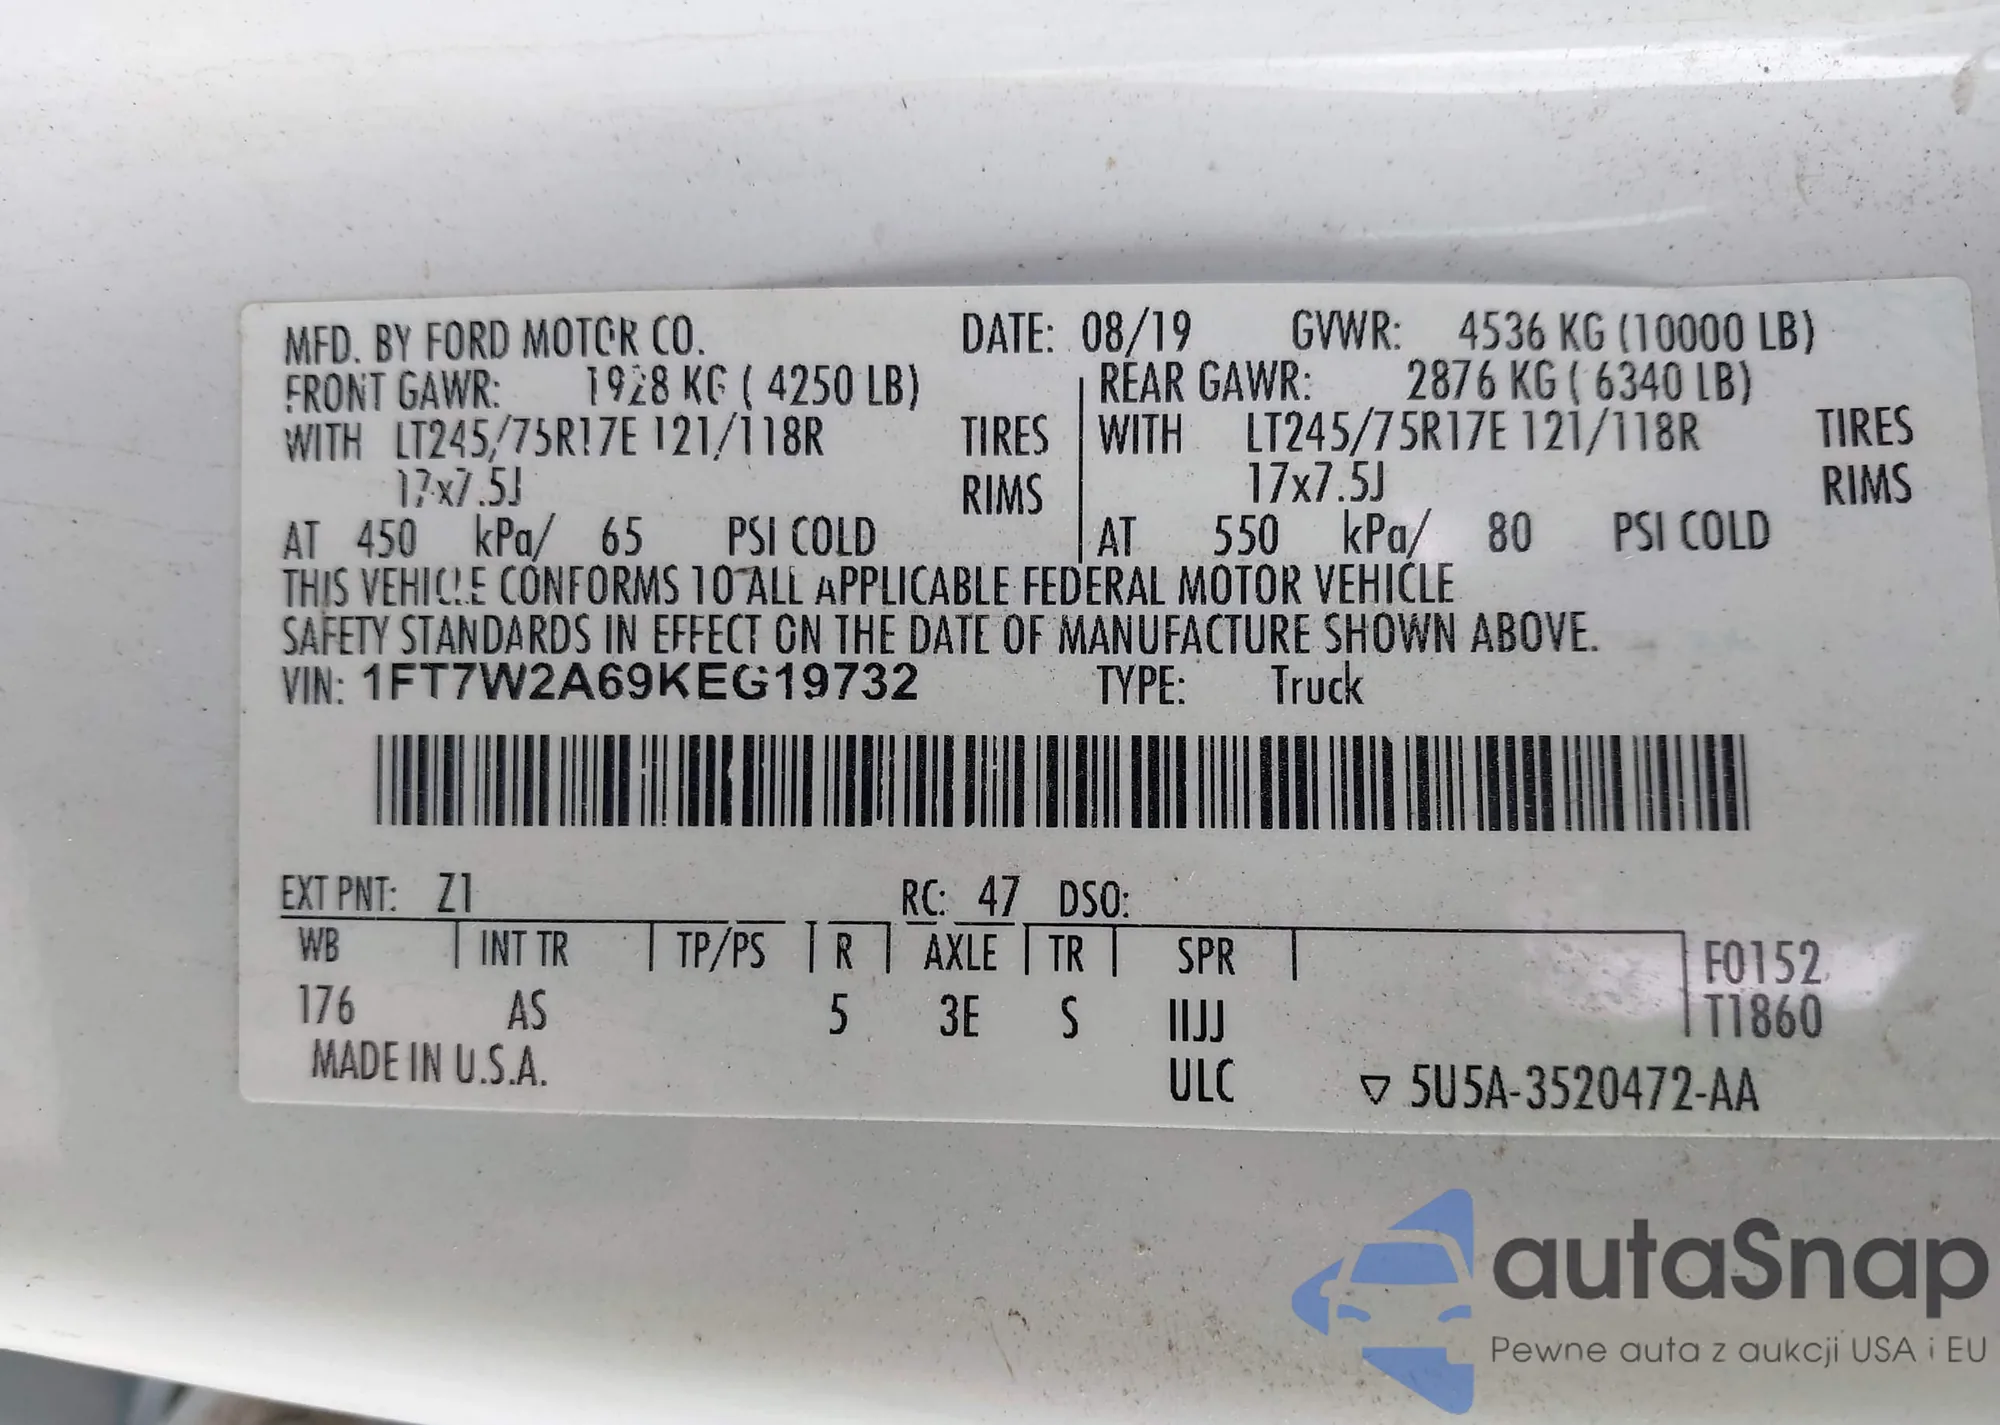 MFD. BY FORD MOTOR CO. DATE: 08/19 GVWR: 4536 KG (10000 LB)
FRONT GAWR: 1928 KG ( 4250 LB) REAR GAWR: 2876 KG ( 6340 LB)
WITH LT245/75R17E 121/118R TIRES WITH LT245/75R17E 121/118R TIRES
17x7.5J RIMS 17x7.5J RIMS
AT 450 kPa/ 65 PSI COLD AT 550 kPa/ 80 PSI COLD
THIS VEHICLE CONFORMS TO ALL APPLICABLE FEDERAL MOTOR VEHICLE
SAFETY STANDARDS IN EFFECT ON THE DATE OF MANUFACTURE SHOWN ABOVE.
VIN: 1FT7W2A69KEG19732 TYPE: Truck
EXT PNT: Z1 RC: 47 DSO:
WB INT TR TP/PS R AXLE TR SPR F0152
176 AS 5 3E S IIJJ T1860
MADE IN U.S.A. ULC ▽ 5U5A-3520472-AA
autaSnap
Pewne auta z aukcji USA i EU